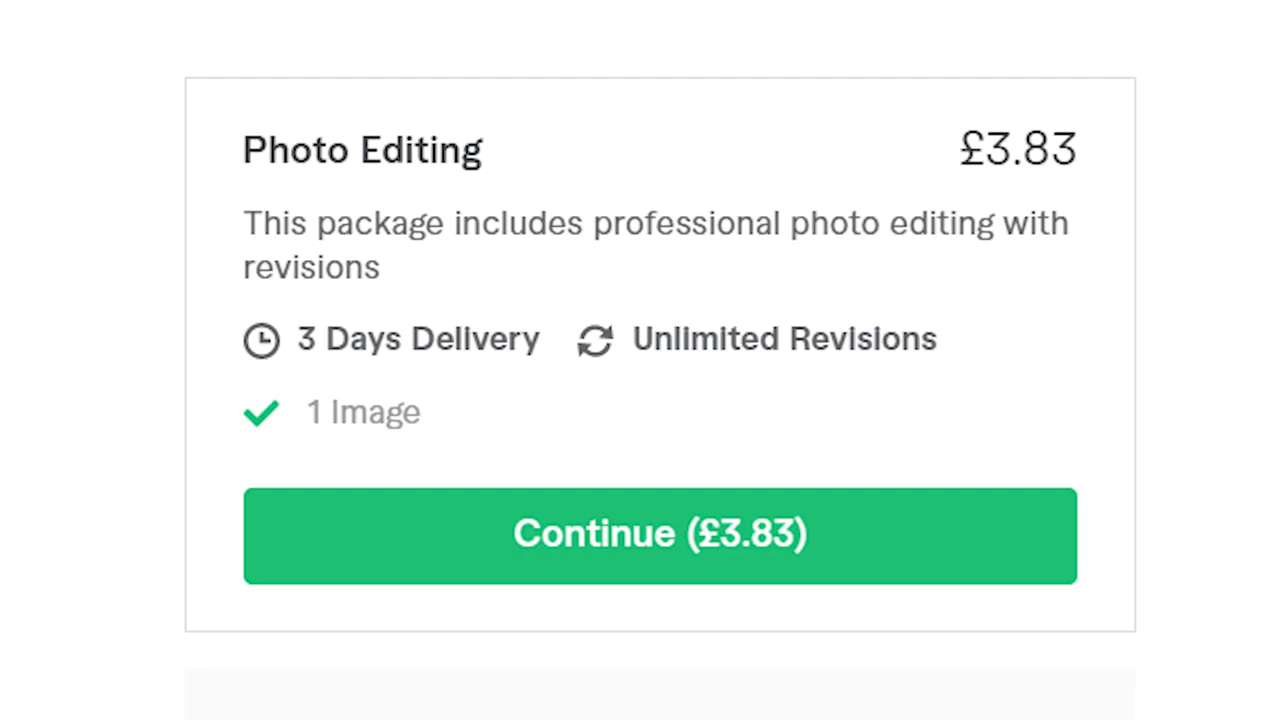 Photo Editing £3.83
This package includes professional photo editing with
revisions
3 Days Delivery Unlimited Revisions
1 Image
Continue (£3.83)